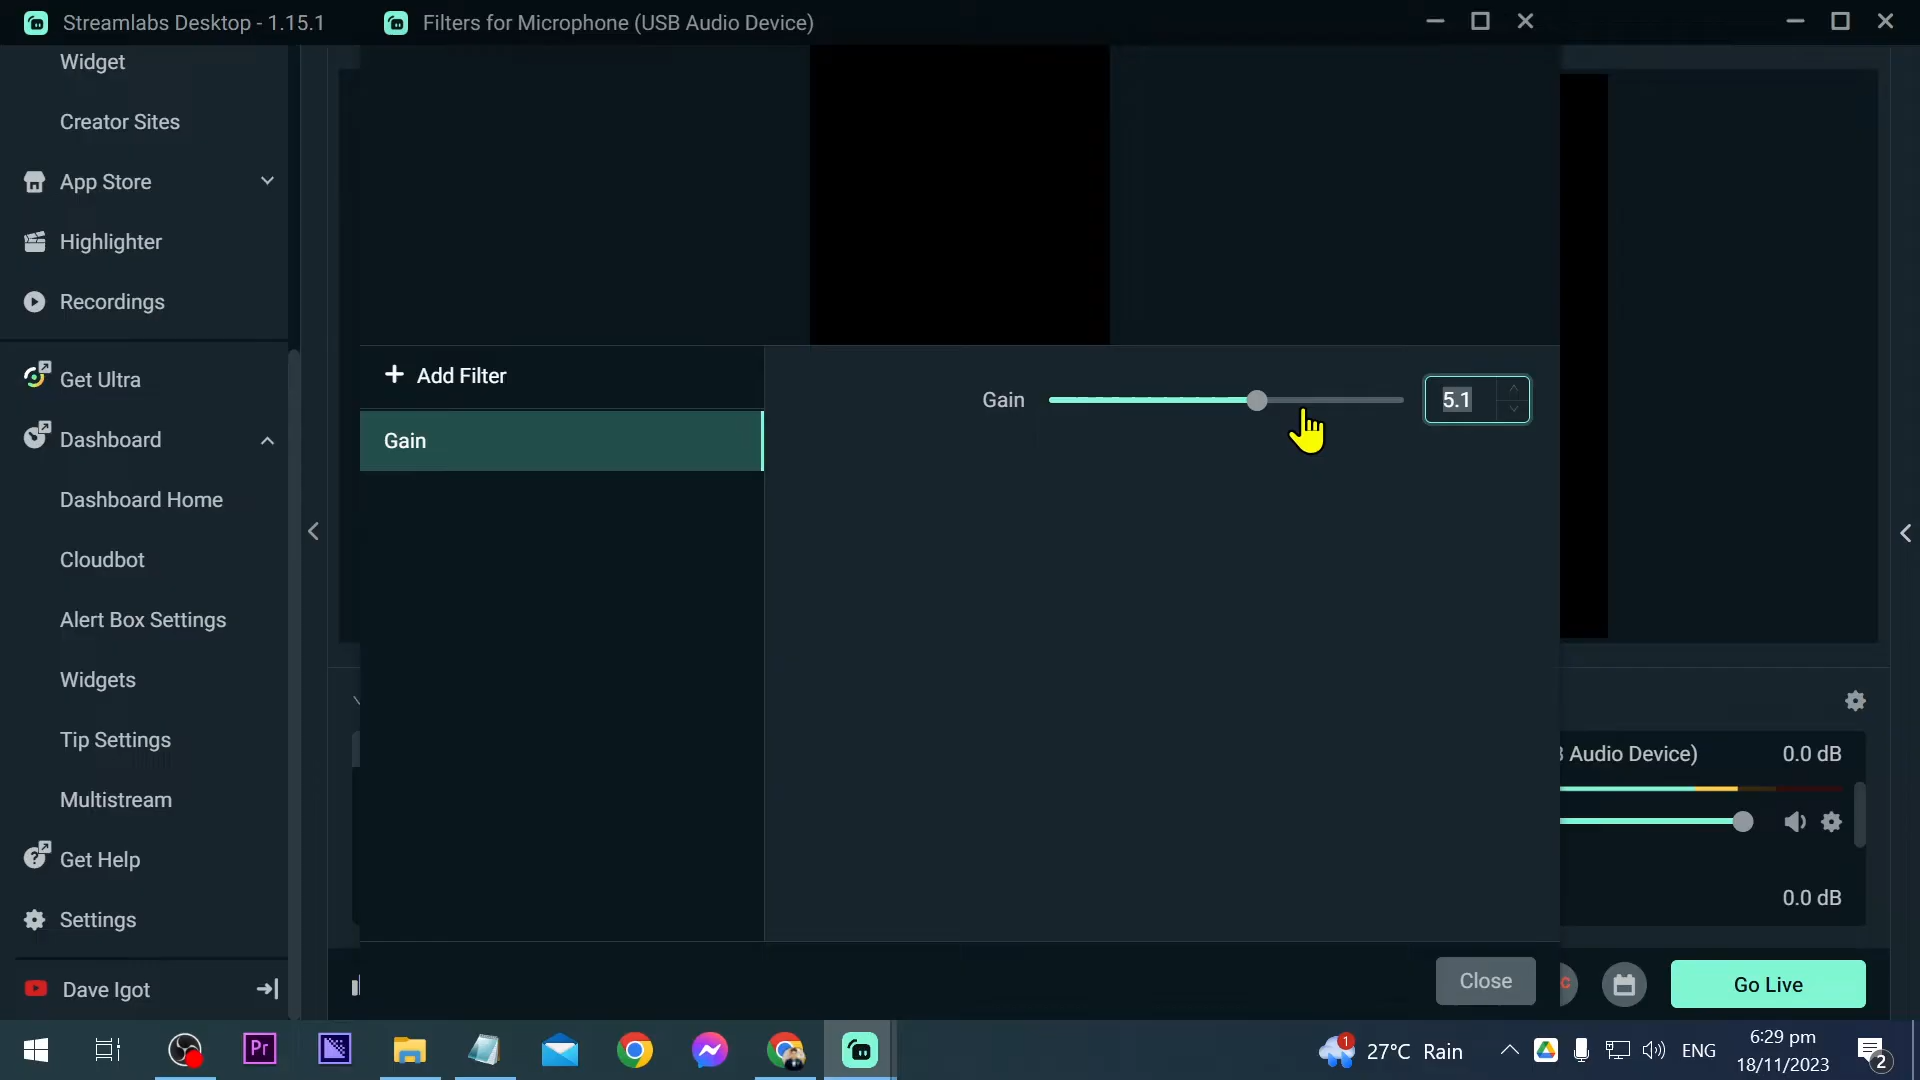 Streamlabs Desktop - 1.15.1
Filters for Microphone (USB Audio Device)
Widget
Creator Sites
App Store
Highlighter
Recordings
Get Ultra
Dashboard
Dashboard Home
Cloudbot
Alert Box Settings
Widgets
Tip Settings
Multistream
Get Help
Settings
Dave Igot
Add Filter
Gain
Gain
5.1
Audio Device)
0.0 dB
0.0 dB
Close
Go Live
Pr
1
27°C Rain
ENG
6:29 pm
18/11/2023
2